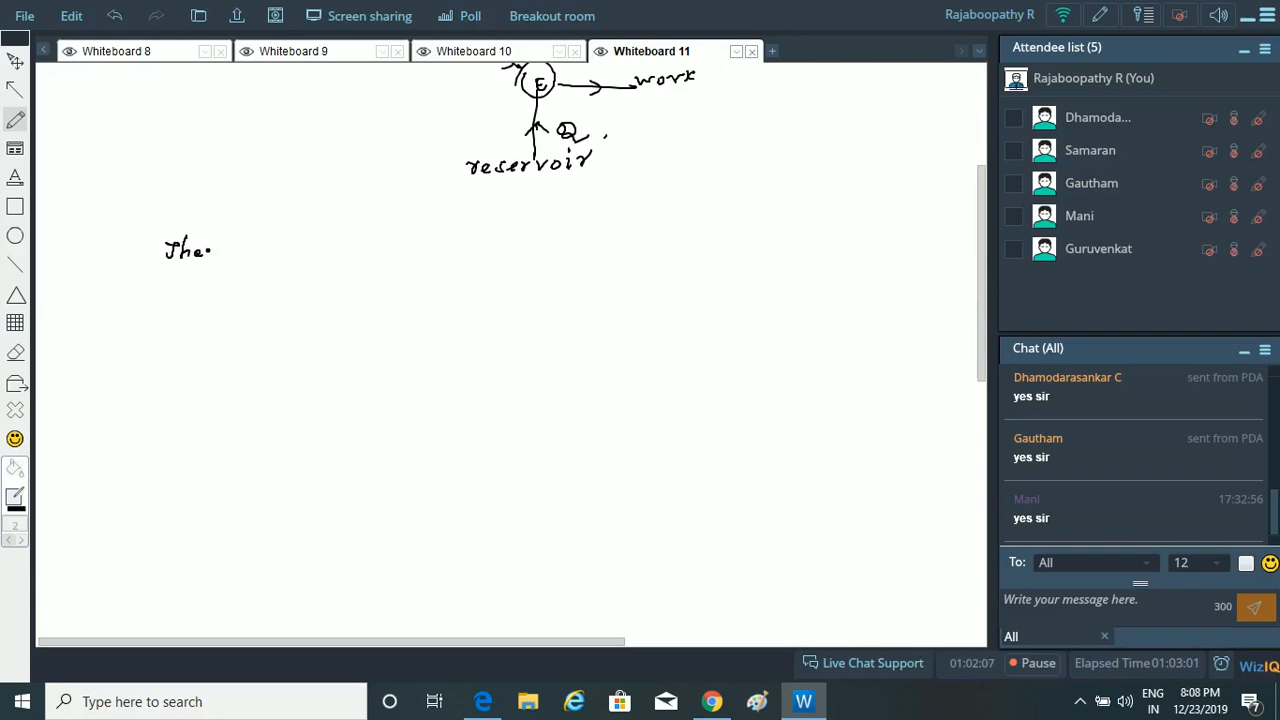 File
Edit
Screen sharing
Poll
Breakout room
Rajaboopathy R
Whiteboard 8
Whiteboard 9
Whiteboard 10
Whiteboard 11
E
work
Q
reservoir
The
Attendee list (5)
Rajaboopathy R (You)
Dhamoda...
Samaran
Gautham
Mani
Guruvenkat
Chat (All)
Dhamodarasankar C sent from PDA
yes sir
Gautham sent from PDA
yes sir
Mani 17:32:56
yes sir
To: All 12
Write your message here. 300
All
2
Live Chat Support 01:02:07 Pause Elapsed Time 01:03:01 WizIQ
Type here to search
ENG
IN
8:08 PM
12/23/2019
7